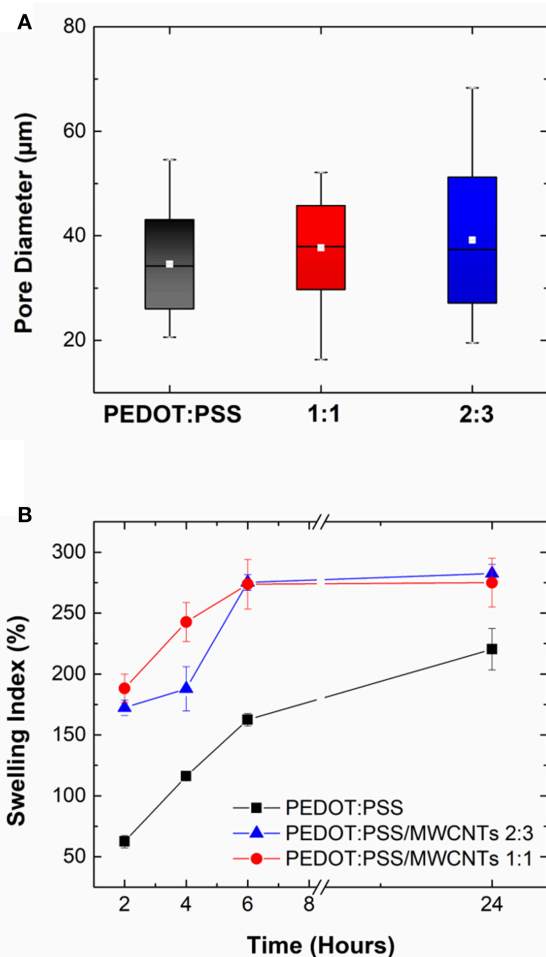 A
Pore Diameter (μm)
80
60
40
20
PEDOT:PSS 1:1 2:3
B
Swelling Index (%)
300
250
200
150
100
50
PEDOT:PSS
PEDOT:PSS/MWCNTs 2:3
PEDOT:PSS/MWCNTs 1:1
2 4 6 8 24
Time (Hours)